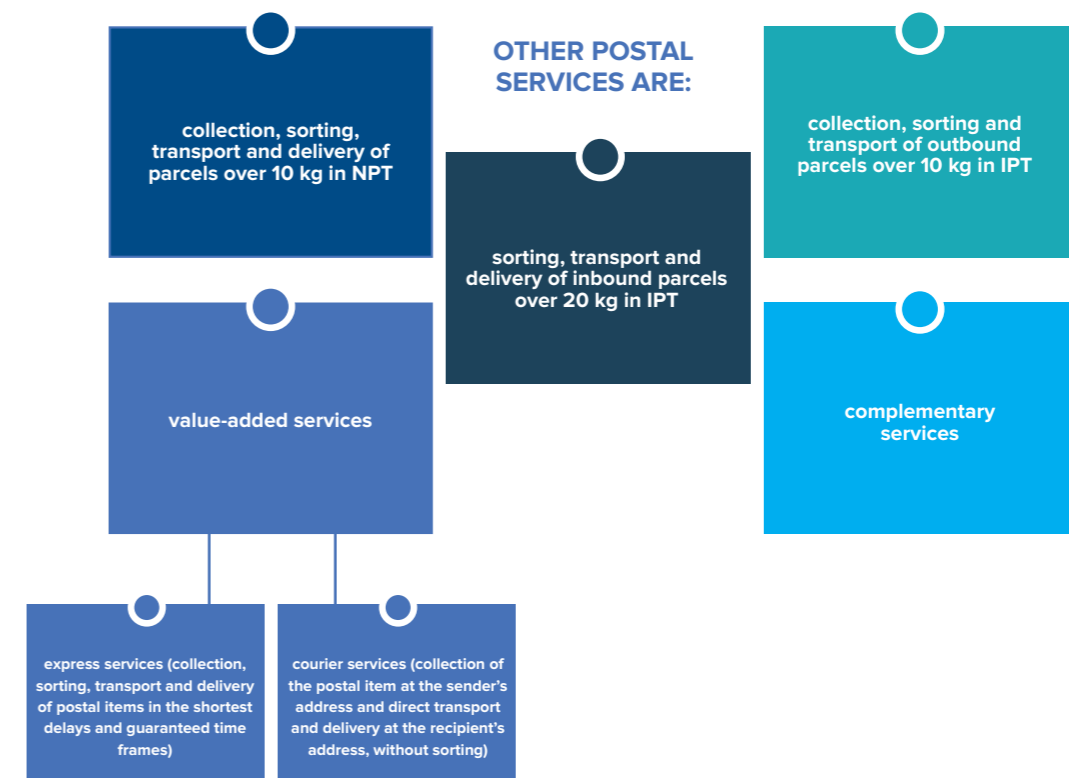 OTHER POSTAL
SERVICES ARE:
collection, sorting,
transport and delivery of
parcels over 10 kg in NPT
collection, sorting and
transport of outbound
parcels over 10 kg in IPT
sorting, transport and
delivery of inbound parcels
over 20 kg in IPT
value-added services
complementary
services
express services (collection,
sorting, transport and delivery
of postal items in the shortest
delays and guaranteed time
frames)
courier services (collection of
the postal item at the sender’s
address and direct transport
and delivery at the recipient’s
address, without sorting)